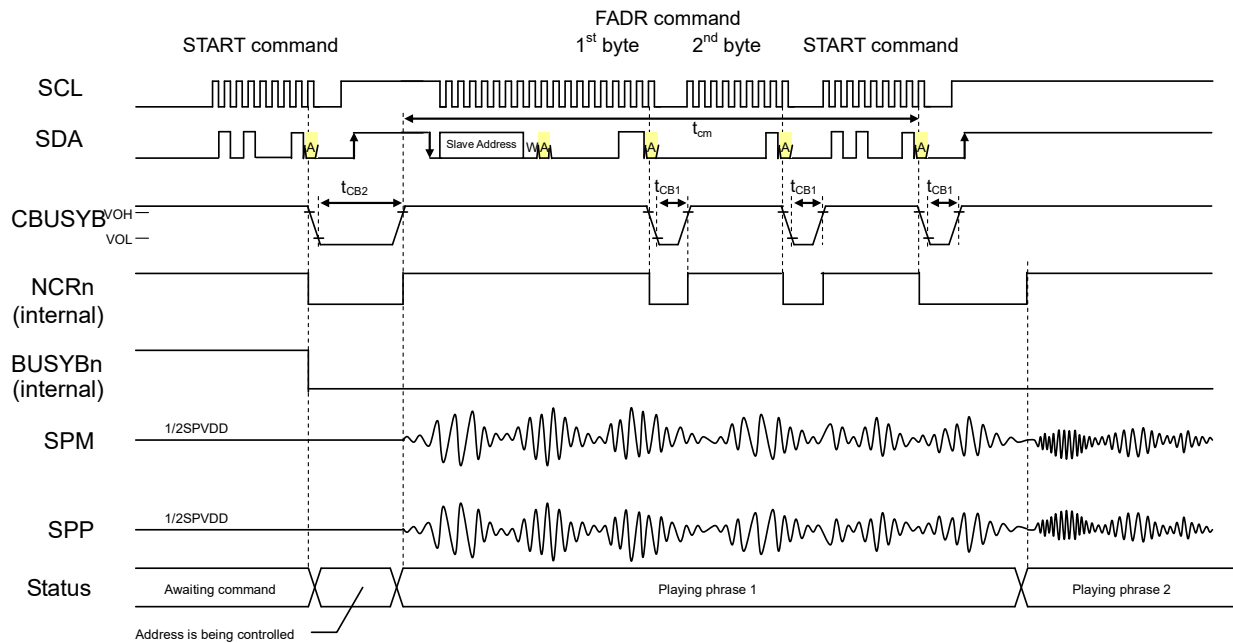 FADR command
START command
1st byte
2nd byte
START command
SCL
tcm
SDA
A
Slave Address
W
A
A
A
A
tCB2
tCB1
tCB1
tCB1
CBUSYB
VOH
VOL
NCRn
(internal)
BUSYBn
(internal)
SPM
1/2SPVDD
SPP
1/2SPVDD
Status
Awaiting command
Playing phrase 1
Playing phrase 2
Address is being controlled